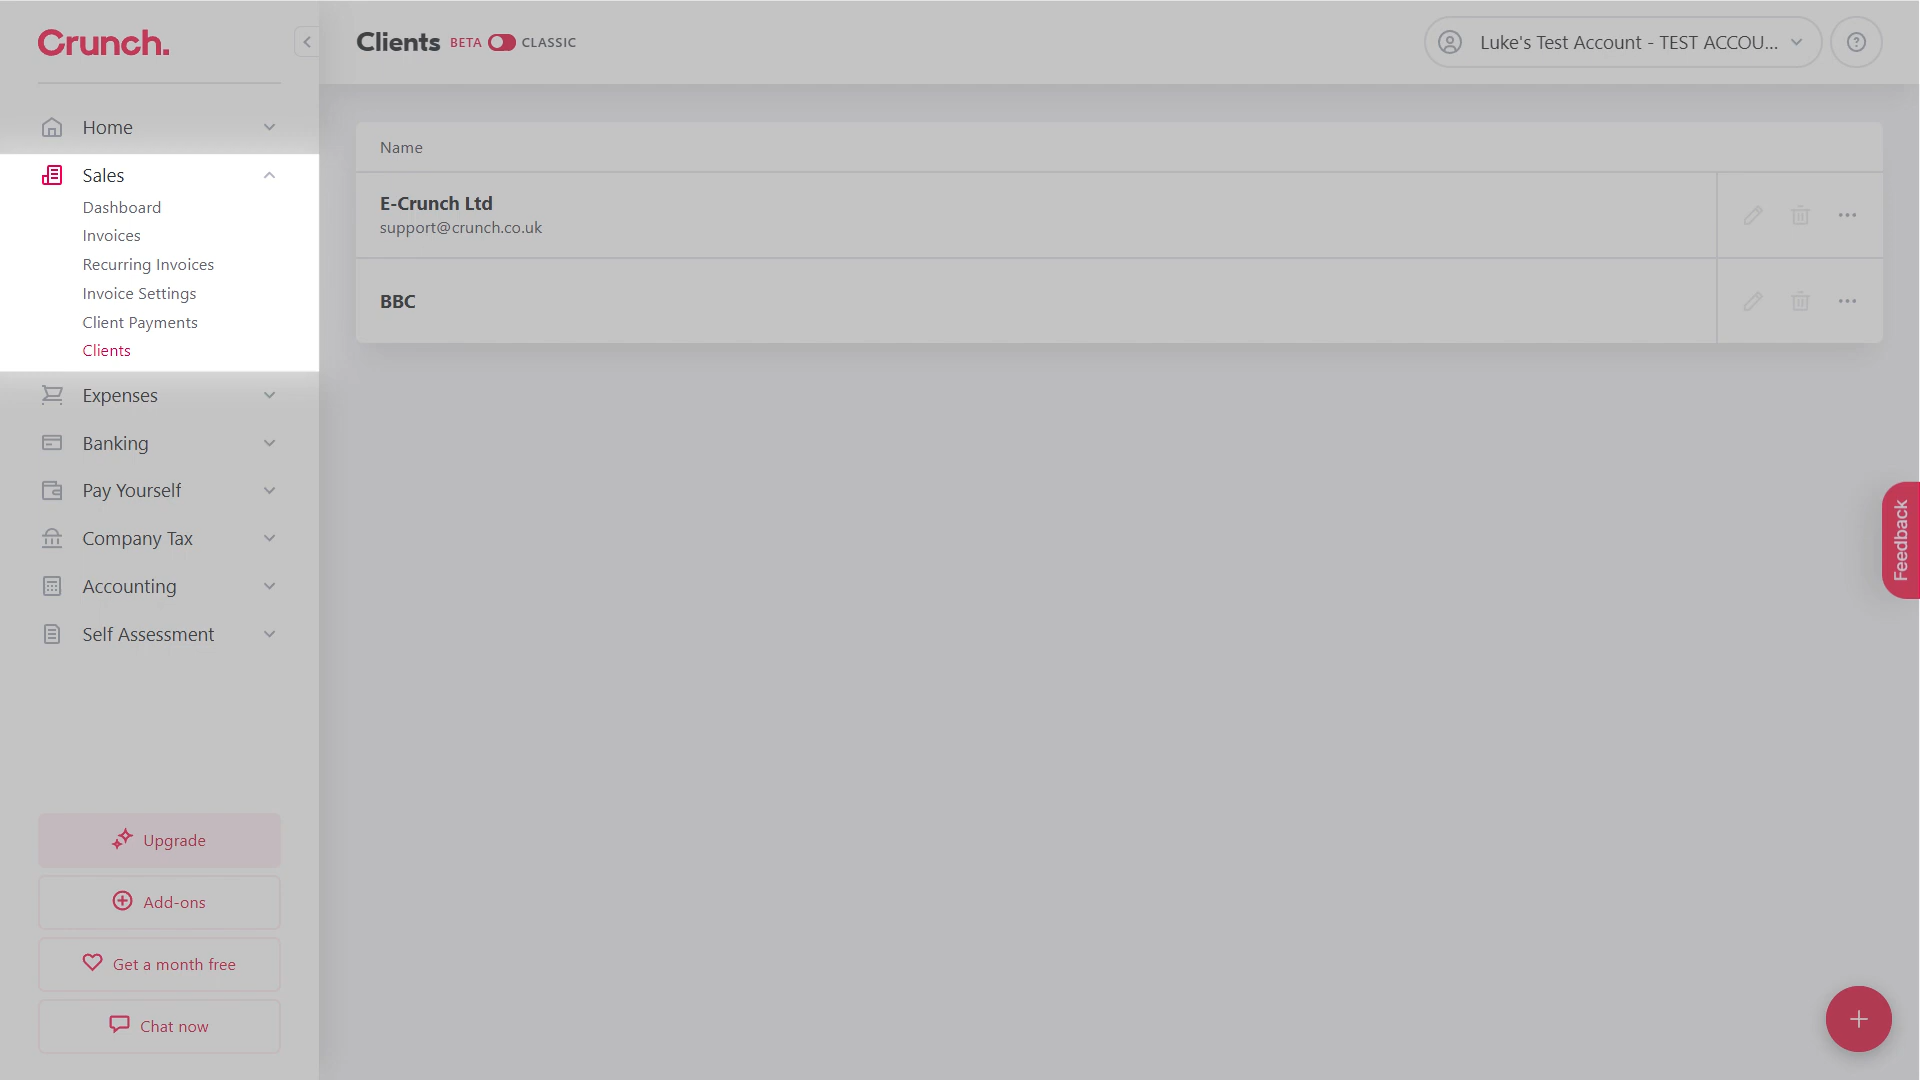 Crunch.
Clients BETA CLASSIC
Luke's Test Account - TEST ACCOU...
Home
Sales
Dashboard
Invoices
Recurring Invoices
Invoice Settings
Client Payments
Clients
Expenses
Banking
Pay Yourself
Company Tax
Accounting
Self Assessment
Upgrade
Add-ons
Get a month free
Chat now
Name
E-Crunch Ltd
support@crunch.co.uk
BBC
Feedback